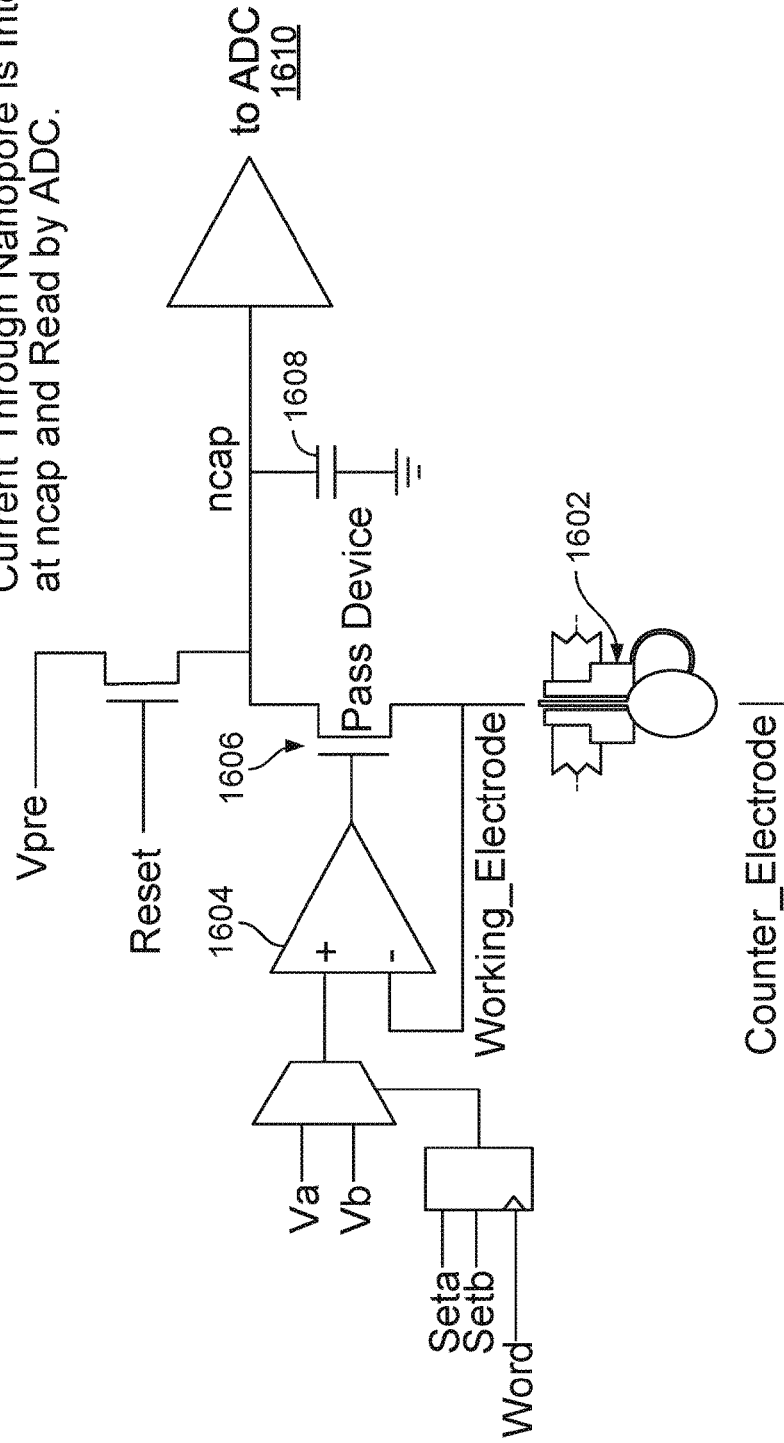 Current Through Nanopore is
at ncap and Read by ADC.
to ADC
1610
Vpre
Reset
ncap
1608
1606
Pass Device
1604
+
-
Va
Vb
Seta
Setb
Word
Working_Electrode
1602
Counter_Electrode